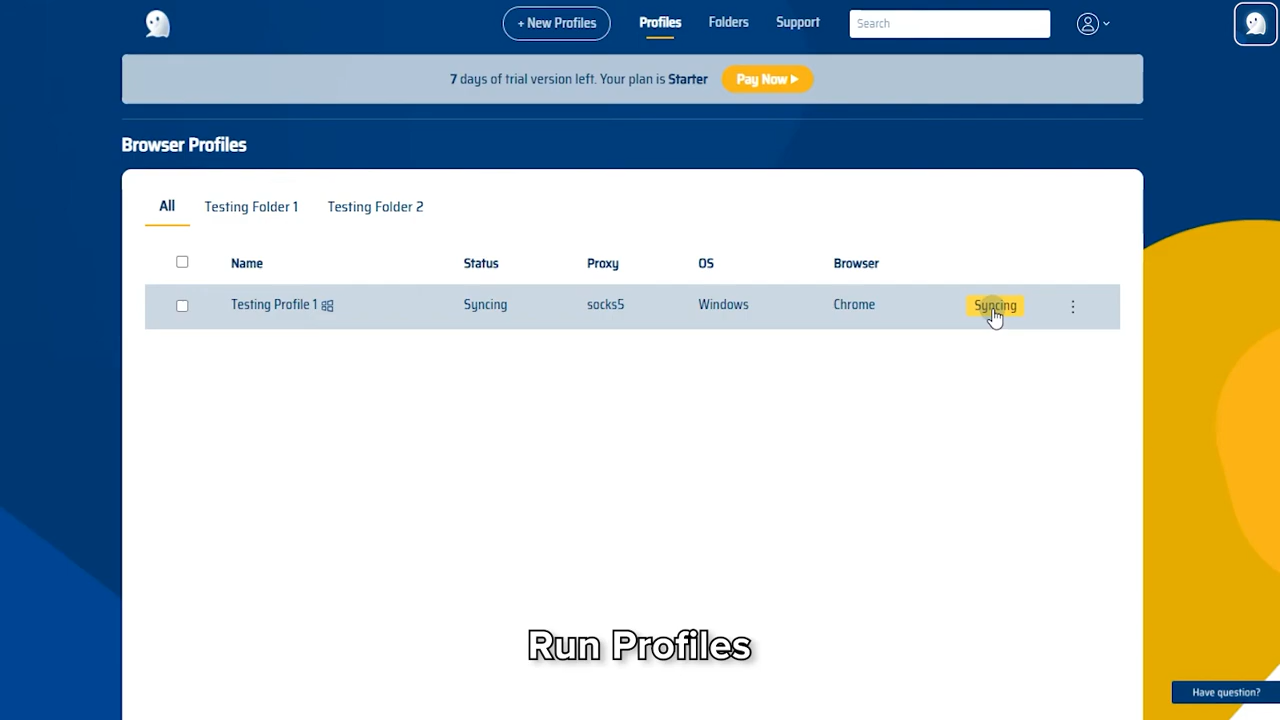 + New Profiles Profiles Folders Support Search
7 days of trial version left. Your plan is Starter Pay Now
Browser Profiles
All Testing Folder 1 Testing Folder 2
Name Status Proxy OS Browser
Testing Profile 1 Syncing socks5 Windows Chrome Syncing
Run Profiles
Have question?